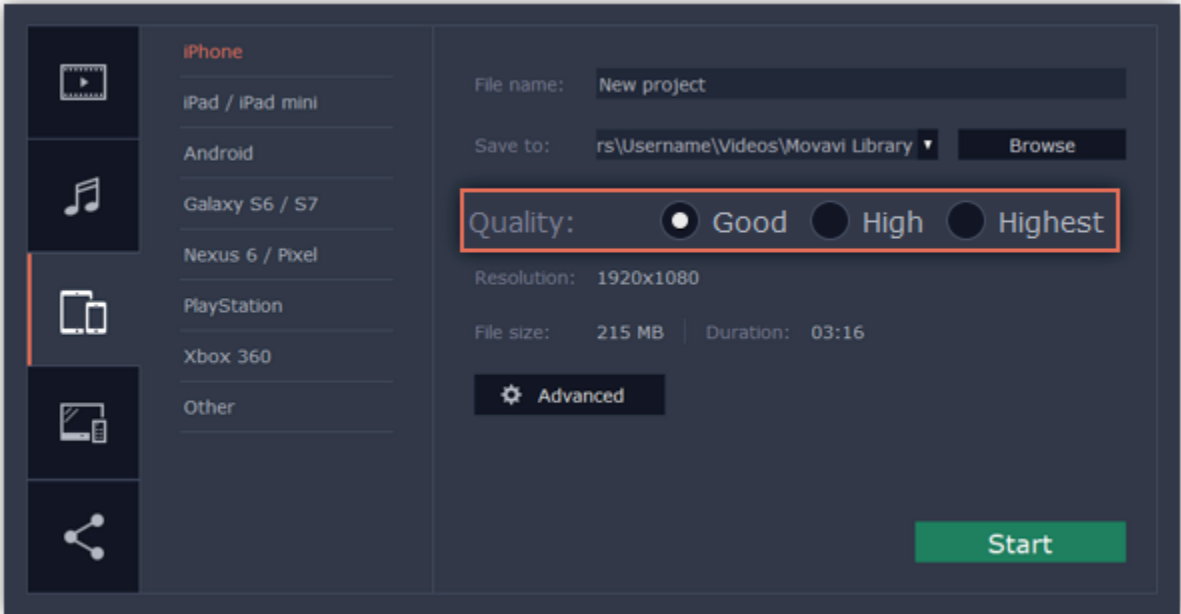 iPhone
iPad / iPad mini
Android
Galaxy S6 / S7
Nexus 6 / Pixel
PlayStation
Xbox 360
Other
File name: New project
Save to: rs\Username\Videos\Movavi Library Browse
Quality: Good High Highest
Resolution: 1920x1080
File size: 215 MB Duration: 03:16
Advanced
Start